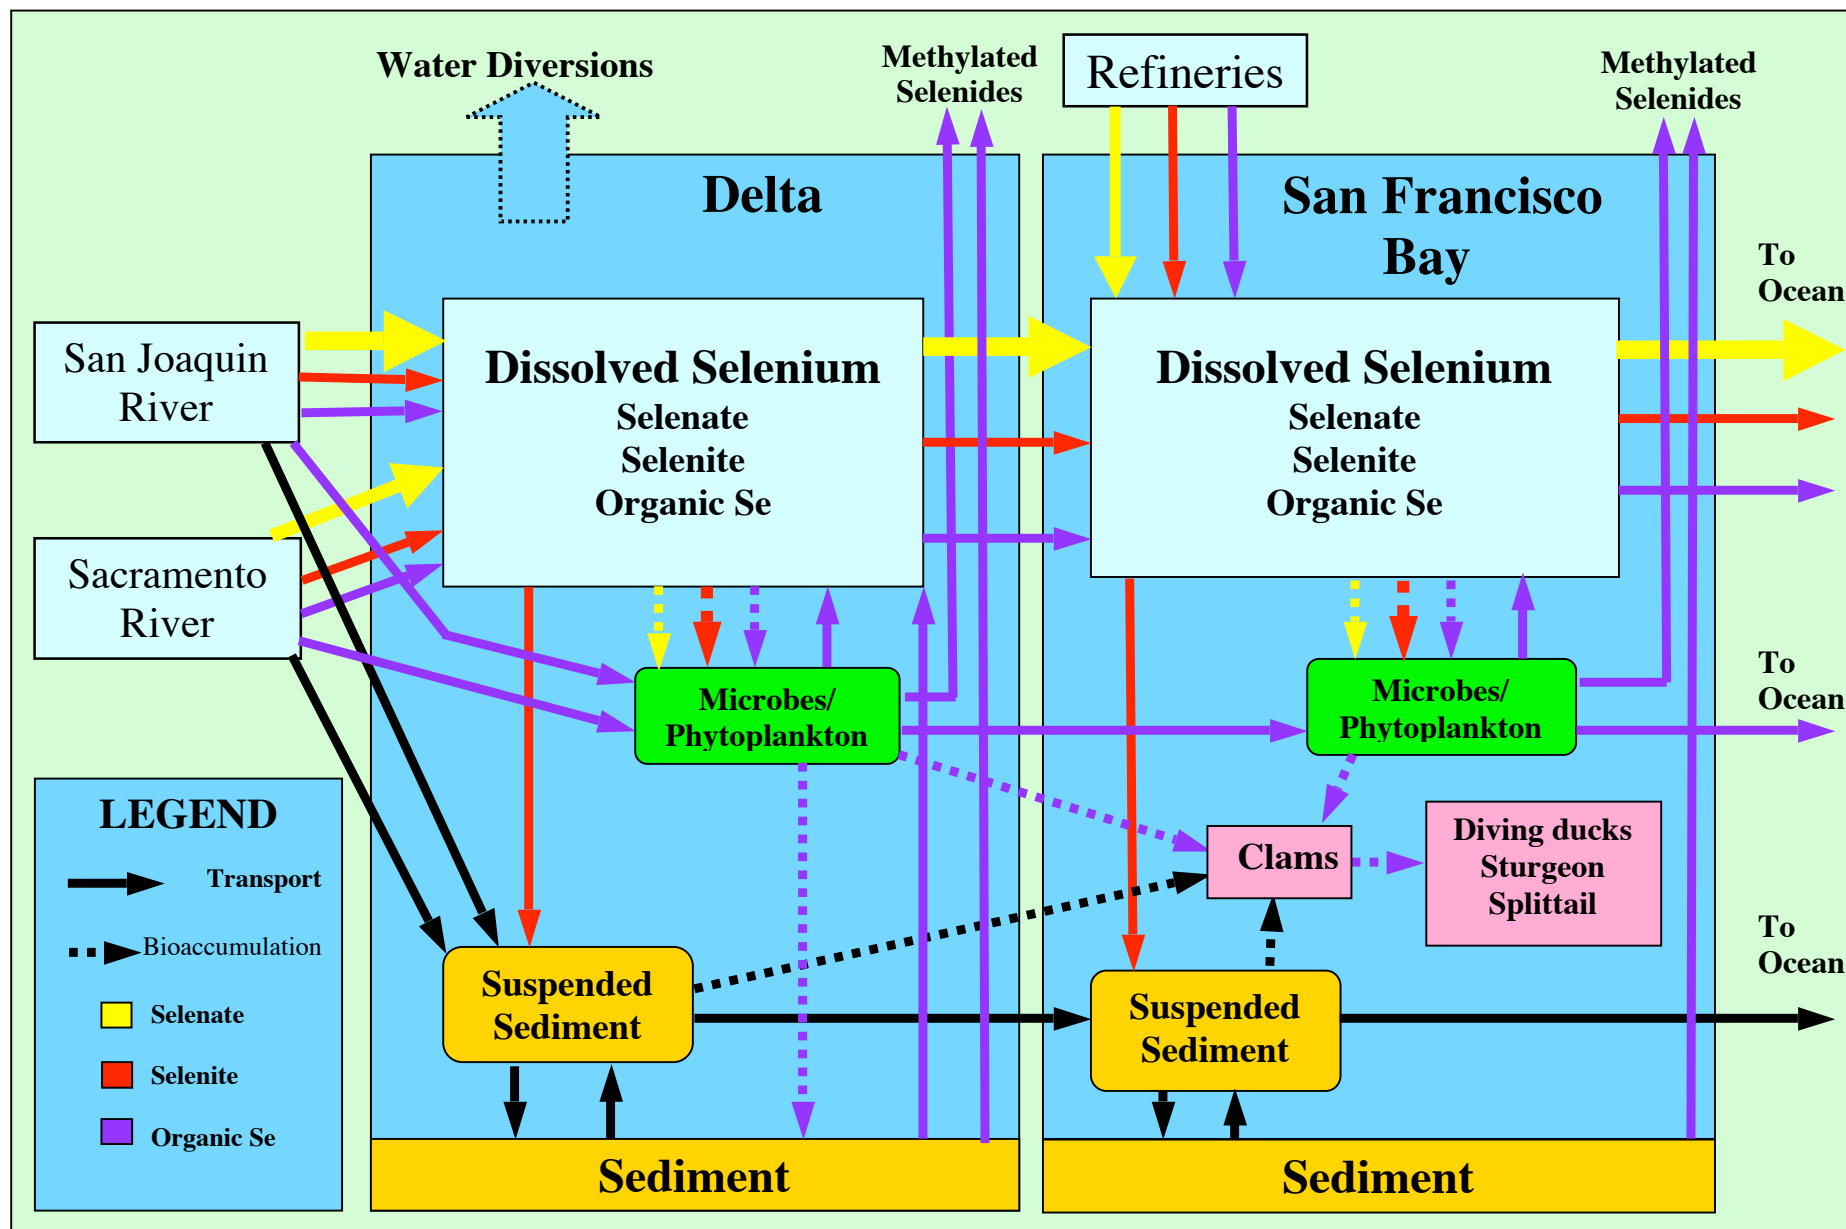 Water Diversions
Methylated
Selenides
Refineries
Methylated
Selenides
Delta
San Francisco
Bay
To
Ocean
San Joaquin
River
Dissolved Selenium
Selenate
Selenite
Organic Se
Dissolved Selenium
Selenate
Selenite
Organic Se
Sacramento
River
Microbes/
Phytoplankton
Microbes/
Phytoplankton
To
Ocean
LEGEND
Transport
Bioaccumulation
Selenate
Selenite
Organic Se
Clams
Diving ducks
Sturgeon
Splittail
To
Ocean
Suspended
Sediment
Suspended
Sediment
Sediment
Sediment